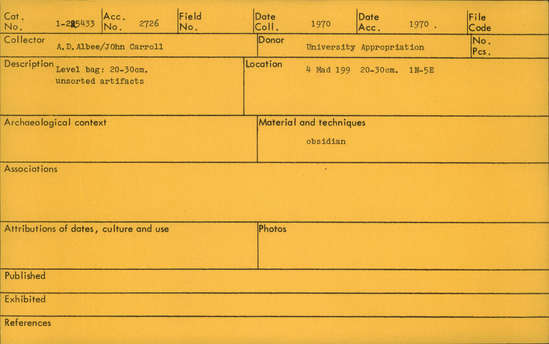 Cat. No. 1-225433 Acc. No. 2726 Field No. Date Coll. 1970 Date Acc. 1970 . File Code
Collector A.D.Albee/JOhn Carroll Donor University Appropriation No. Pcs.
Description Level bag: 20-30cm. Location 4 Mad 199 20-30cm. 1N-5E
unsorted artifacts
Archaeological context Material and techniques
obsidian
Associations
Attributions of dates, culture and use Photos
Published
Exhibited
References